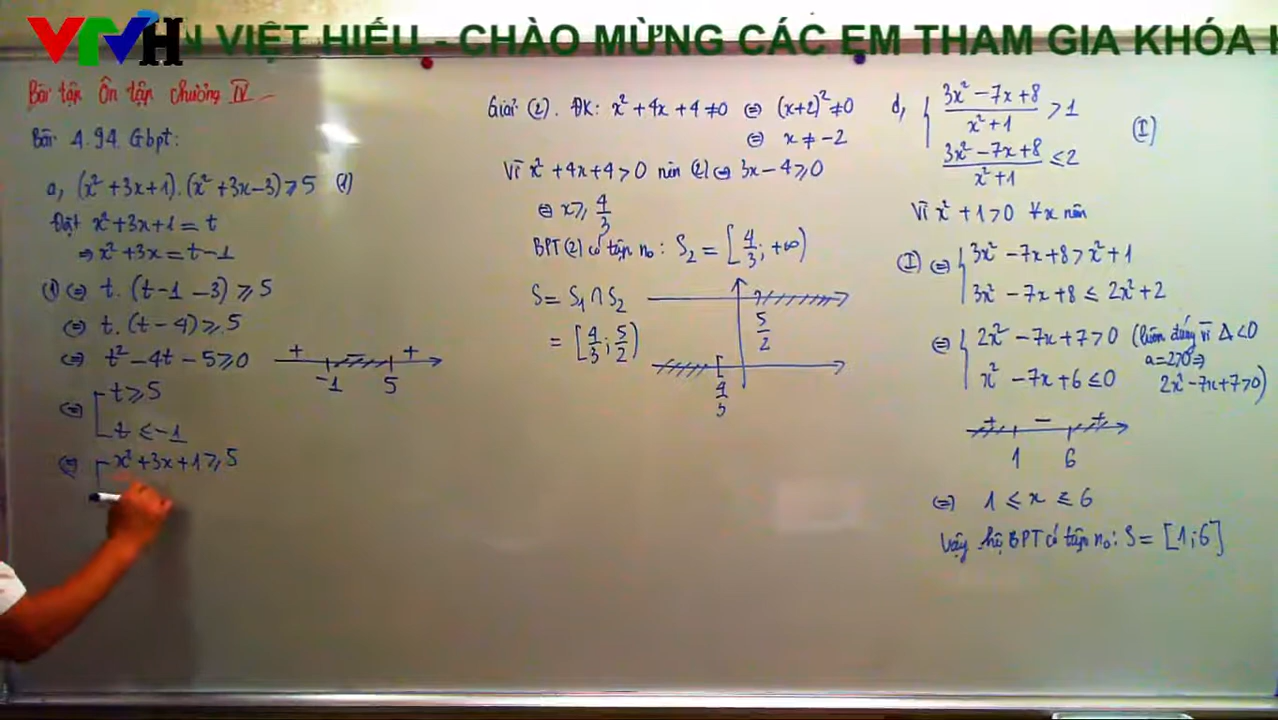 VTVH
N VIỆT HIẾU - CHÀO MỪNG CÁC EM THAM GIA KHÓA H
Bài tập Ôn tập chương IV
Bài 4.94. Gbpt:
a, (x² + 3x + 1).(x² + 3x - 3) ⩾ 5 (1)
Đặt x² + 3x + 1 = t
⇒ x² + 3x = t - 1
(1) ⇔ t.(t - 1 - 3) ⩾ 5
⇔ t.(t - 4) ⩾ 5
⇔ t² - 4t - 5 ⩾ 0
+ - +
-1 5
⇔ [ t ⩾ 5
t ≤ -1
⇔ [ x² + 3x + 1 ⩾ 5
Giải (2). ĐK: x² + 4x + 4 ≠ 0 ⇔ (x+2)² ≠ 0
⇔ x ≠ -2
Vì x² + 4x + 4 > 0 nên (2) ⇔ 3x - 4 ⩾ 0
⇔ x ⩾ 4/3
BPT (2) có tập n₀: S₂ = [4/3; +∞)
S = S₁ ∩ S₂
= [4/3; 5/2)
5/2
[
4/3
d, { (3x² - 7x + 8)/(x² + 1) > 1
(3x² - 7x + 8)/(x² + 1) ≤ 2
(I)
Vì x² + 1 > 0 ∀x nên
(I) ⇔ { 3x² - 7x + 8 > x² + 1
3x² - 7x + 8 ≤ 2x² + 2
⇔ { 2x² - 7x + 7 > 0 (luôn đúng vì Δ < 0
a = 2 > 0 ⇒
x² - 7x + 6 ≤ 0 2x² - 7x + 7 > 0)
+ - +
1 6
⇔ 1 ≤ x ≤ 6
Vậy hệ BPT có tập n₀: S = [1; 6]